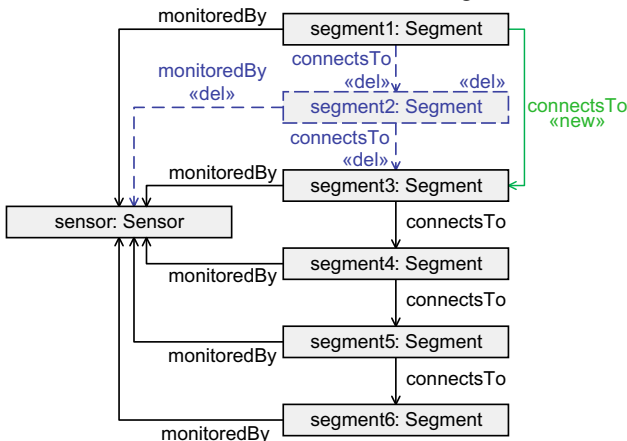 monitoredBy
segment1: Segment
connectsTo
«del»
«del»
monitoredBy
«del»
segment2: Segment
connectsTo
«new»
connectsTo
«del»
monitoredBy
segment3: Segment
sensor: Sensor
connectsTo
segment4: Segment
monitoredBy
connectsTo
segment5: Segment
monitoredBy
connectsTo
segment6: Segment
monitoredBy